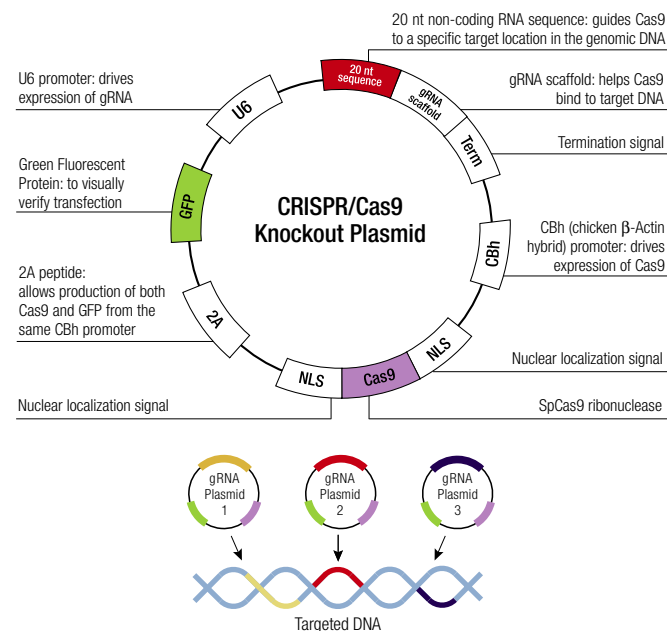 20 nt non-coding RNA sequence: guides Cas9
to a specific target location in the genomic DNA
U6 promoter: drives
expression of gRNA
20 nt
sequence
gRNA
scaffold
gRNA scaffold: helps Cas9
bind to target DNA
U6
Term
Termination signal
Green Fluorescent
Protein: to visually
verify transfection
GFP
CRISPR/Cas9
Knockout Plasmid
CBh
CBh (chicken β-Actin
hybrid) promoter: drives
expression of Cas9
2A peptide:
allows production of both
Cas9 and GFP from the
same CBh promoter
2A
NLS
Cas9
NLS
Nuclear localization signal
Nuclear localization signal
SpCas9 ribonuclease
gRNA
Plasmid
1
gRNA
Plasmid
2
gRNA
Plasmid
3
Targeted DNA